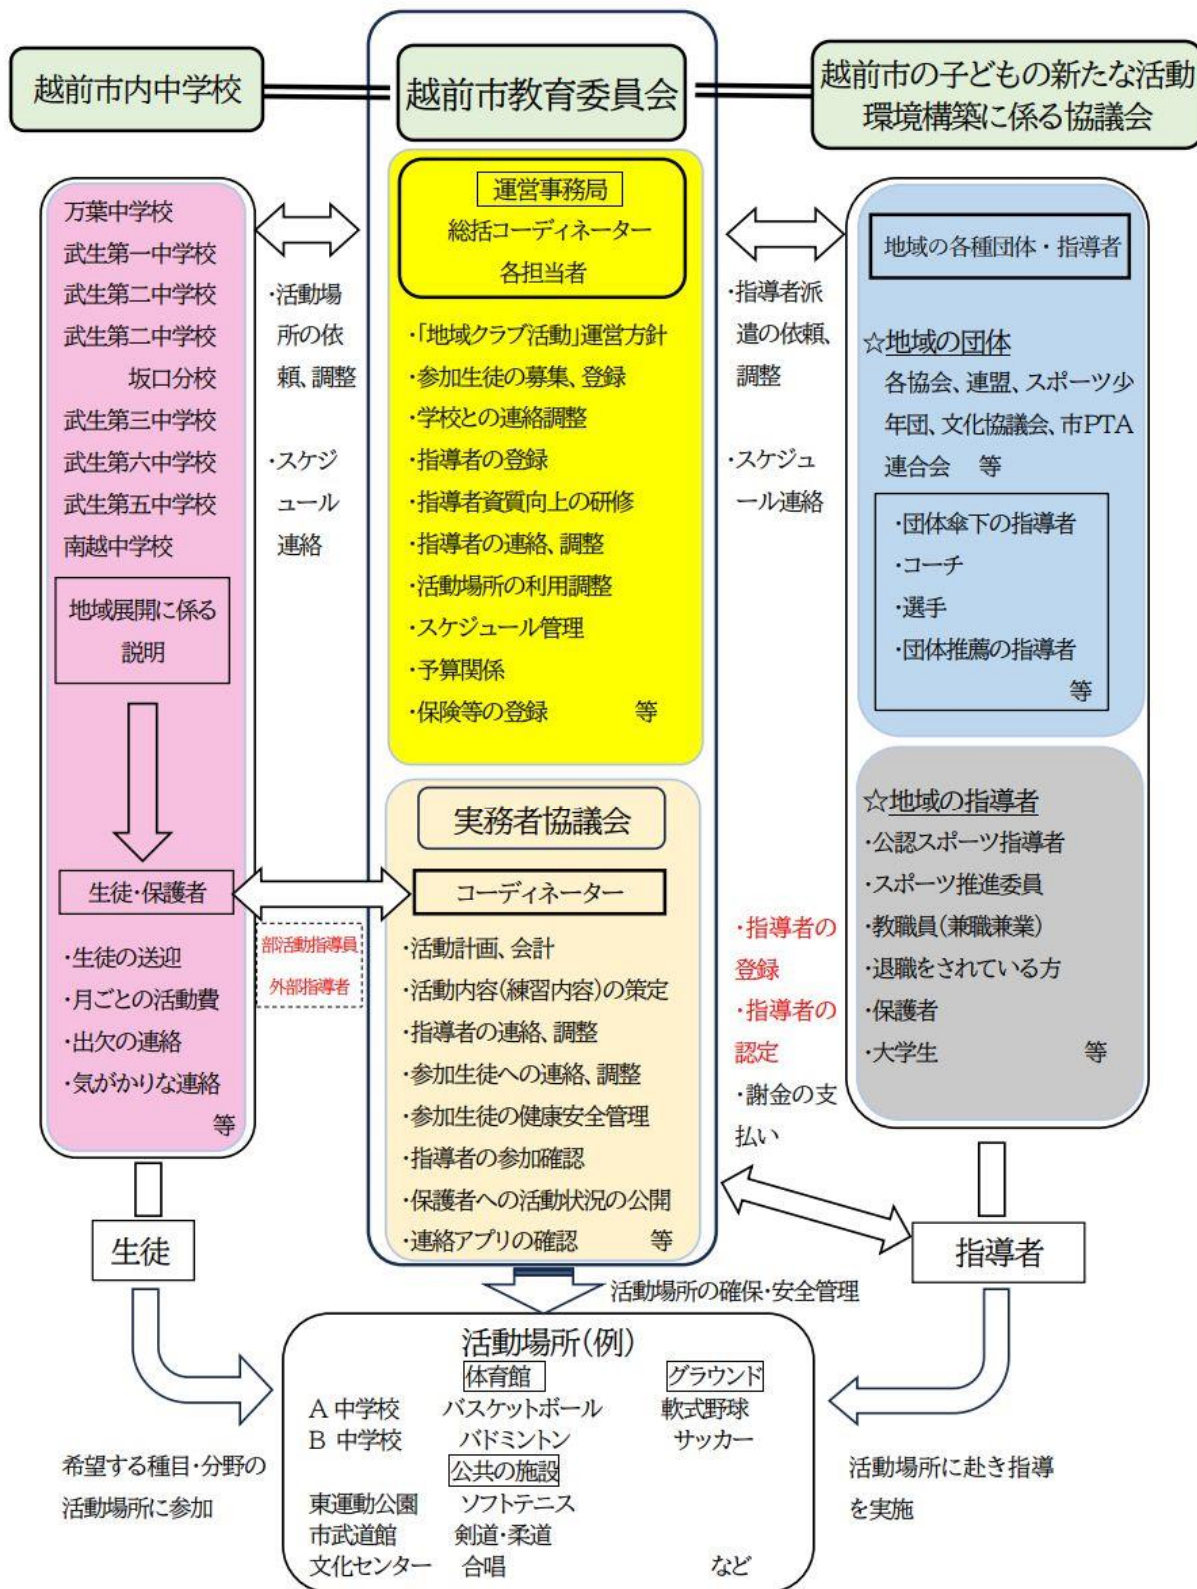 越前市内中学校
越前市教育委員会
越前市の子どもの新たな活動
環境構築に係る協議会
万葉中学校
武生第一中学校
武生第二中学校
武生第二中学校
坂口分校
武生第三中学校
武生第六中学校
武生第五中学校
南越中学校
地域展開に係る
説明
生徒・保護者
・生徒の送迎
・月ごとの活動費
・出欠の連絡
・気がかりな連絡
等
生徒
・活動場
所の依
頼、調整
・スケジ
ュール
連絡
部活動指導員
外部指導者
運営事務局
総括コーディネーター
各担当者
・「地域クラブ活動」運営方針
・参加生徒の募集、登録
・学校との連絡調整
・指導者の登録
・指導者資質向上の研修
・指導者の連絡、調整
・活動場所の利用調整
・スケジュール管理
・予算関係
・保険等の登録 等
実務者協議会
コーディネーター
・活動計画、会計
・活動内容(練習内容)の策定
・指導者の連絡、調整
・参加生徒への連絡、調整
・参加生徒の健康安全管理
・指導者の参加確認
・保護者への活動状況の公開
・連絡アプリの確認 等
・指導者派
遣の依頼、
調整
・スケジュ
ール連絡
・指導者の
登録
・指導者の
認定
・謝金の支
払い
地域の各種団体・指導者
☆地域の団体
各協会、連盟、スポーツ少
年団、文化協議会、市PTA
連合会 等
・団体傘下の指導者
・コーチ
・選手
・団体推薦の指導者
等
☆地域の指導者
・公認スポーツ指導者
・スポーツ推進委員
・教職員(兼職兼業)
・退職をされている方
・保護者
・大学生 等
指導者
活動場所の確保・安全管理
活動場所(例)
体育館 グラウンド
A 中学校 バスケットボール 軟式野球
B 中学校 バドミントン サッカー
公共の施設
東運動公園 ソフトテニス
市武道館 剣道・柔道
文化センター 合唱 など
希望する種目・分野の
活動場所に参加
活動場所に赴き指導
を実施